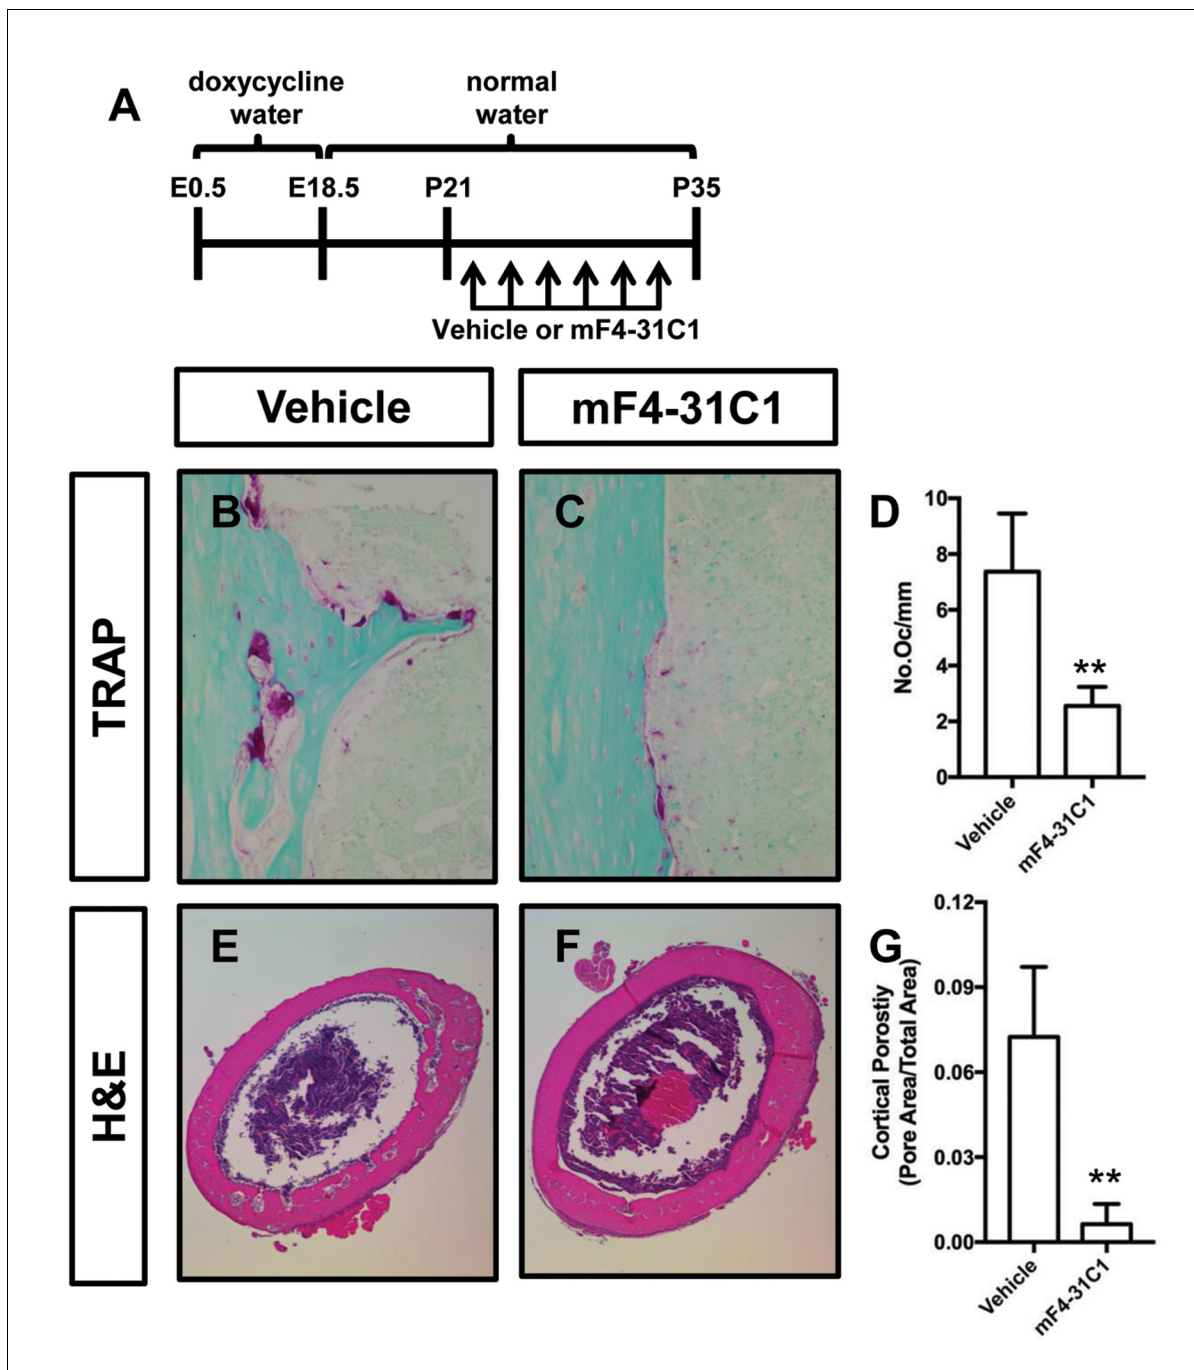 A
doxycycline
water
normal
water
E0.5
E18.5
P21
P35
Vehicle or mF4-31C1
Vehicle
mF4-31C1
TRAP
B
C
D
No.Oc/mm
10
8
6
4
2
0
**
Vehicle
mF4-31C1
H&E
E
F
G
Cortical Porostiy
(Pore Area/Total Area)
0.12
0.09
0.06
0.03
0.00
**
Vehicle
mF4-31C1